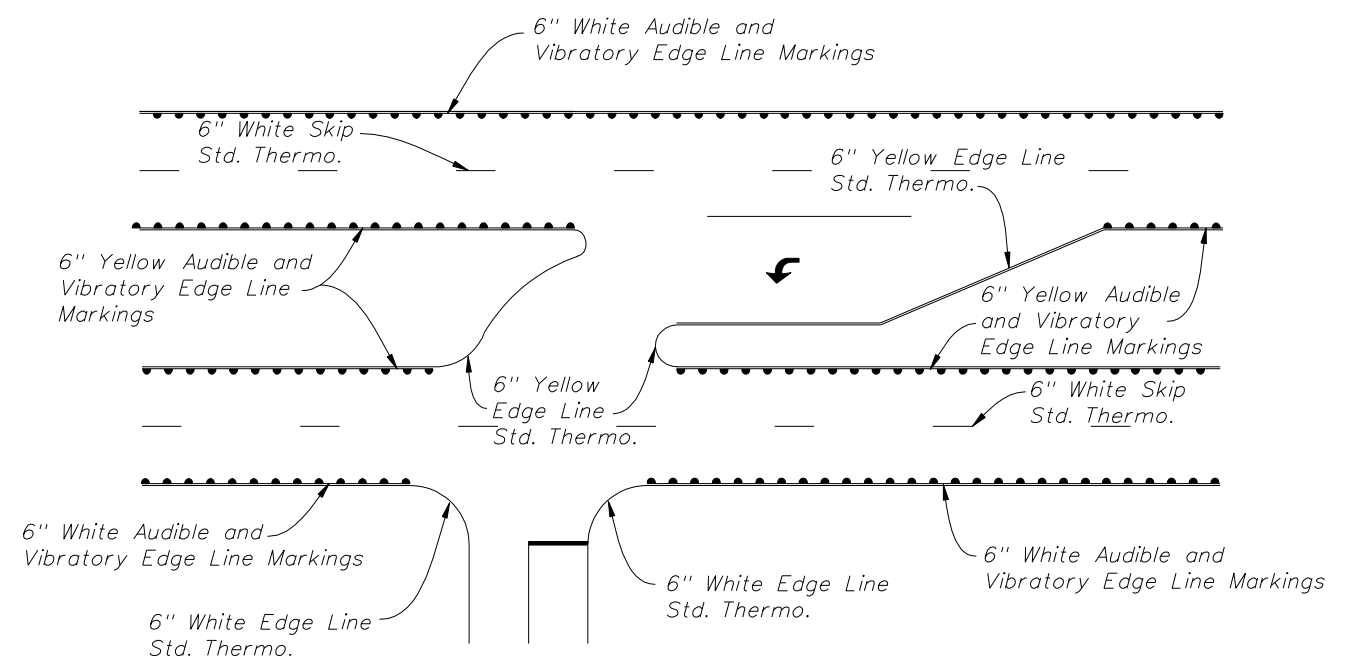 6" White Audible and
Vibratory Edge Line Markings
6" White Skip
Std. Thermo.
6" Yellow Edge Line
Std. Thermo.
6" Yellow Audible and
Vibratory Edge Line
Markings
6" Yellow Audible
and Vibratory
Edge Line Markings
6" Yellow
Edge Line
Std. Thermo.
6" White Skip
Std. Thermo.
6" White Audible and
Vibratory Edge Line Markings
6" White Audible and
Vibratory Edge Line Markings
6" White Edge Line
Std. Thermo.
6" White Edge Line
Std. Thermo.